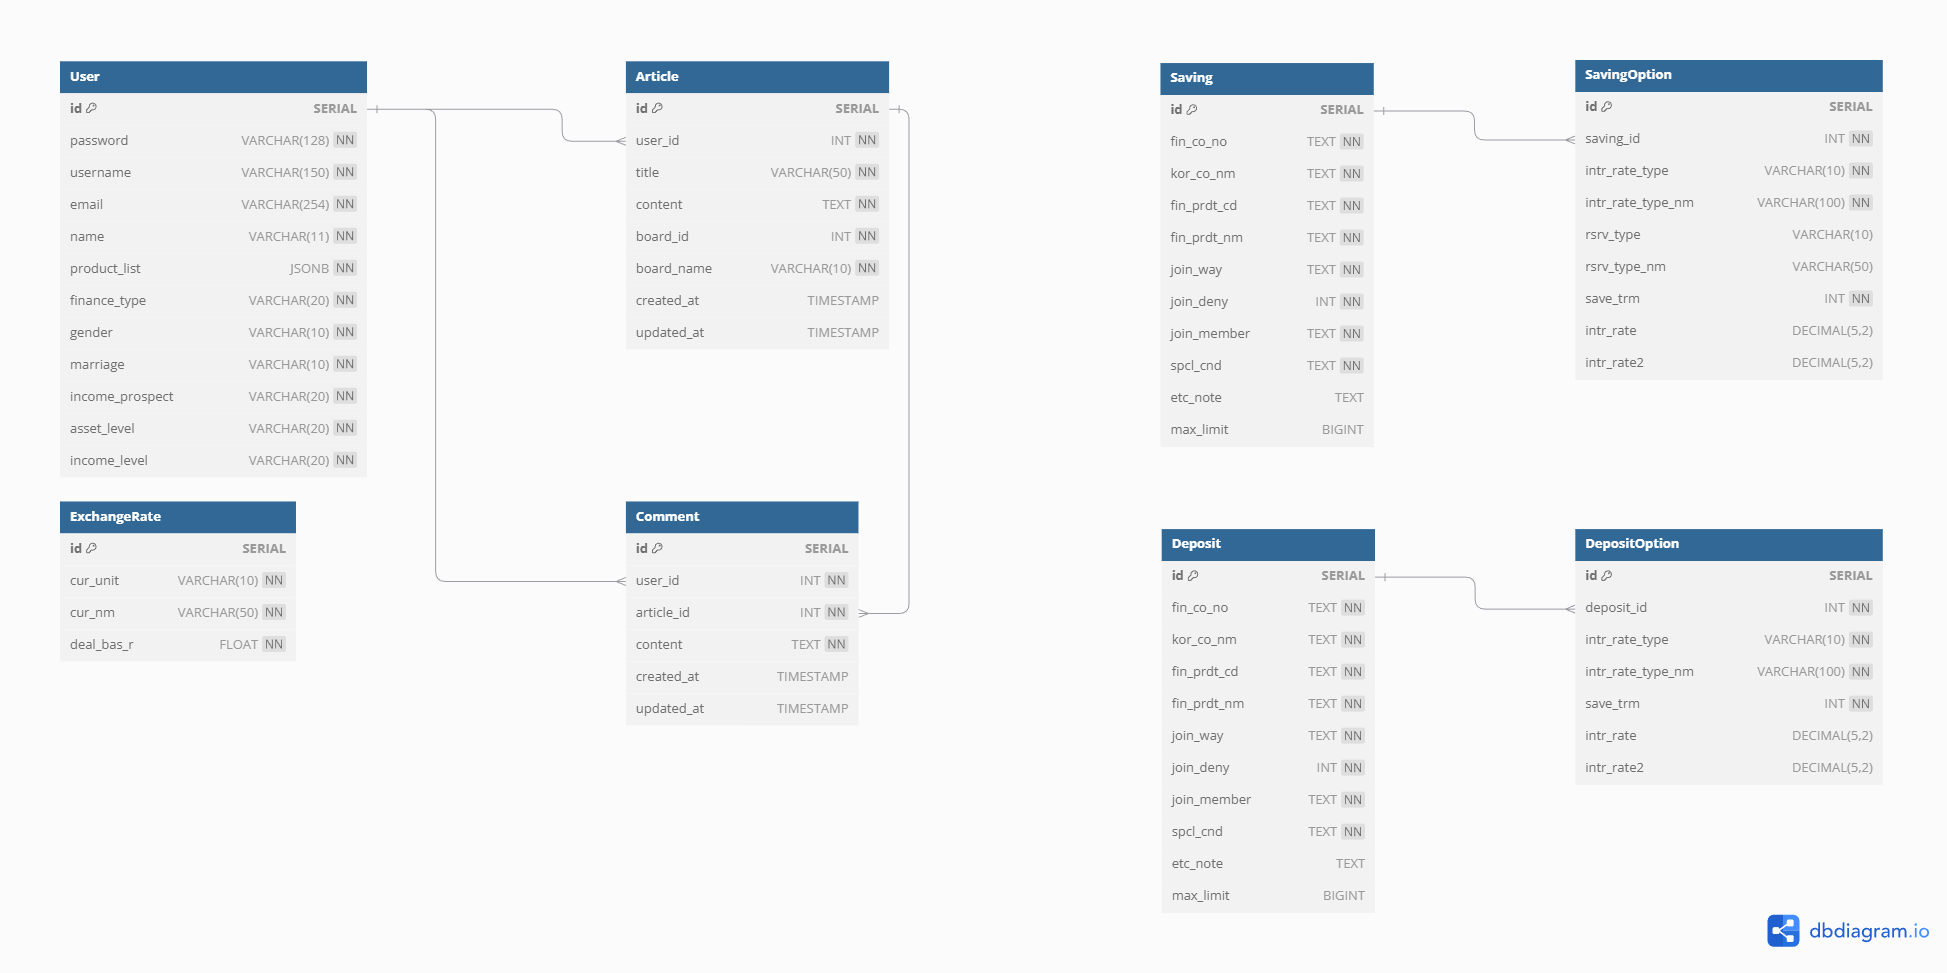 User
id SERIAL
password VARCHAR(128) NN
username VARCHAR(150) NN
email VARCHAR(254) NN
name VARCHAR(11) NN
product_list JSONB NN
finance_type VARCHAR(20) NN
gender VARCHAR(10) NN
marriage VARCHAR(10) NN
income_prospect VARCHAR(20) NN
asset_level VARCHAR(20) NN
income_level VARCHAR(20) NN
ExchangeRate
id SERIAL
cur_unit VARCHAR(10) NN
cur_nm VARCHAR(50) NN
deal_bas_r FLOAT NN
Article
id SERIAL
user_id INT NN
title VARCHAR(50) NN
content TEXT NN
board_id INT NN
board_name VARCHAR(10) NN
created_at TIMESTAMP
updated_at TIMESTAMP
Comment
id SERIAL
user_id INT NN
article_id INT NN
content TEXT NN
created_at TIMESTAMP
updated_at TIMESTAMP
Saving
id SERIAL
fin_co_no TEXT NN
kor_co_nm TEXT NN
fin_prdt_cd TEXT NN
fin_prdt_nm TEXT NN
join_way TEXT NN
join_deny INT NN
join_member TEXT NN
spcl_cnd TEXT NN
etc_note TEXT
max_limit BIGINT
SavingOption
id SERIAL
saving_id INT NN
intr_rate_type VARCHAR(10) NN
intr_rate_type_nm VARCHAR(100) NN
rsrv_type VARCHAR(10)
rsrv_type_nm VARCHAR(50)
save_trm INT NN
intr_rate DECIMAL(5,2)
intr_rate2 DECIMAL(5,2)
Deposit
id SERIAL
fin_co_no TEXT NN
kor_co_nm TEXT NN
fin_prdt_cd TEXT NN
fin_prdt_nm TEXT NN
join_way TEXT NN
join_deny INT NN
join_member TEXT NN
spcl_cnd TEXT NN
etc_note TEXT
max_limit BIGINT
DepositOption
id SERIAL
deposit_id INT NN
intr_rate_type VARCHAR(10) NN
intr_rate_type_nm VARCHAR(100) NN
save_trm INT NN
intr_rate DECIMAL(5,2)
intr_rate2 DECIMAL(5,2)
dbdiagram.io